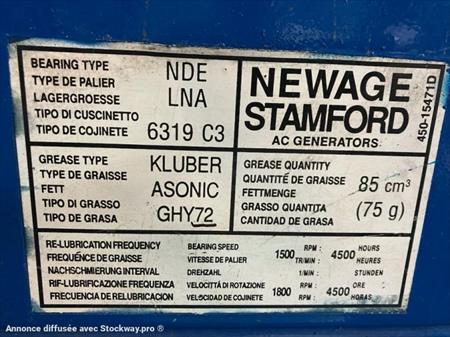 BEARING TYPE NDE
TYPE DE PALIER
LAGERGROESSE LNA
TIPO DI CUSCINETTO
TIPO DE COJINETE 6319 C3
NEWAGE
STAMFORD
AC GENERATORS
450-15471D
GREASE TYPE KLUBER
TYPE DE GRAISSE
FETT ASONIC
TIPO DI GRASSO
TIPO DE GRASA GHY72
GREASE QUANTITY
QUANTITÉ DE GRAISSE 85 cm³
FETTMENGE
GRASSO QUANTITA (75 g)
CANTIDAD DE GRASA
RE-LUBRICATION FREQUENCY BEARING SPEED 1500 RPM: 4500 HOURS
FREQUÉNCE DE GRAISSE VITESSE DE PALIER TR/MIN: HEURES
NACHSCHMIERUNG INTERVAL DREHZAHL 1/MIN: STUNDEN
RIF-LUBRIFICAZIONE FREQUENZA VELOCITTÁ DI ROTAZIONE 1800 RPM: 4500 ORE
FRECUENCIA DE RELUBRICACION VELOCIDAD DE COJINETE RPM: HORAS
Annonce diffusée avec Stockway.pro ®